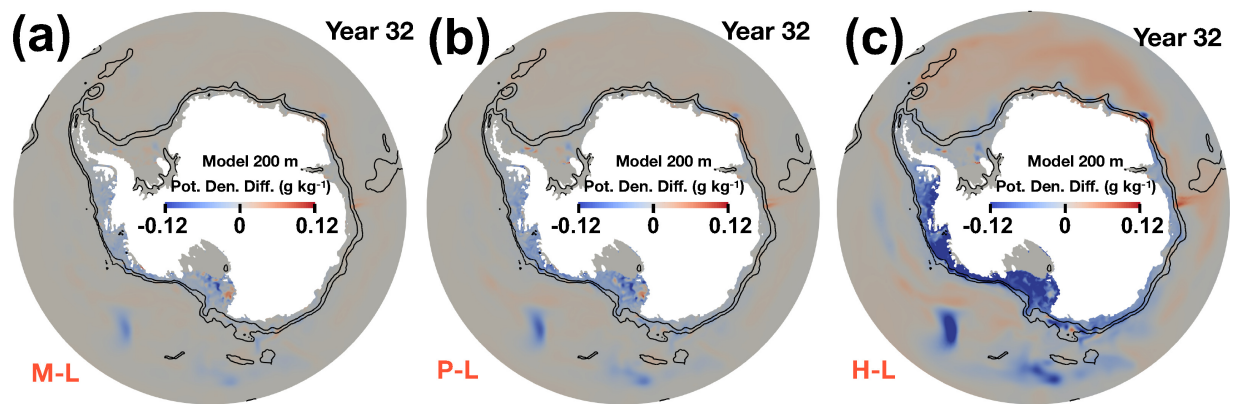 (a)
Year 32
Model 200 m
Pot. Den. Diff. (g kg⁻¹)
-0.12 0 0.12
M-L
(b)
Year 32
Model 200 m
Pot. Den. Diff. (g kg⁻¹)
-0.12 0 0.12
P-L
(c)
Year 32
Model 200 m
Pot. Den. Diff. (g kg⁻¹)
-0.12 0 0.12
H-L